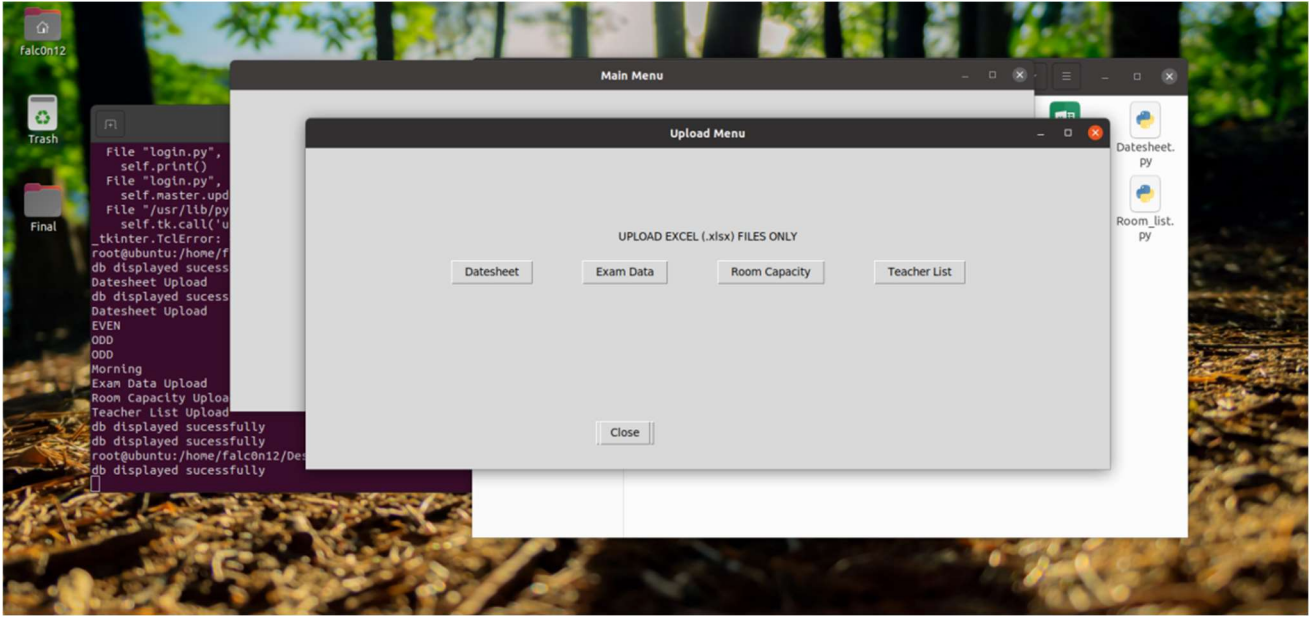 falc0n12
Trash
Final
Main Menu
Upload Menu
UPLOAD EXCEL (.xlsx) FILES ONLY
Datesheet
Exam Data
Room Capacity
Teacher List
Close
File "login.py",
self.print()
File "login.py",
self.master.upd
File "/usr/lib/py
self.tk.call('u
_tkinter.TclError:
root@ubuntu:/home/f
db displayed sucess
Datesheet Upload
db displayed sucess
Datesheet Upload
EVEN
ODD
ODD
Morning
Exam Data Upload
Room Capacity Uploa
Teacher List Upload
db displayed sucessfully
db displayed sucessfully
root@ubuntu:/home/falc0n12/Des
db displayed sucessfully
Datesheet.
py
Room_list.
py